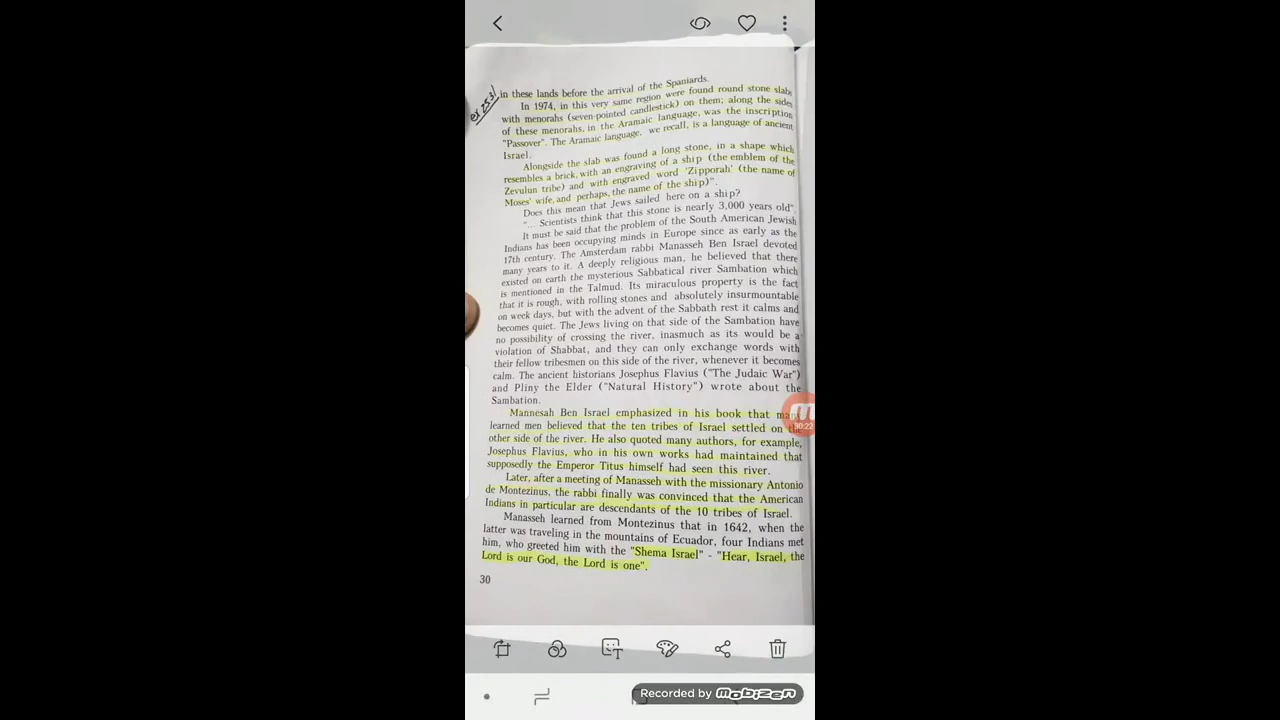 ex 25:31
in these lands before the arrival of the Spaniards.
In 1974, in this very same region were found round stone slabs
with menorahs (seven-pointed candlestick) on them; along the sides
of these menorahs, in the Aramaic language, was the inscription
"Passover". The Aramaic language, we recall, is a language of ancient
Israel.
Alongside the slab was found a long stone, in a shape which
resembles a brick, with an engraving of a ship (the emblem of the
Zevulun tribe) and with engraved word 'Zipporah' (the name of
Moses' wife, and perhaps, the name of the ship)".
Does this mean that Jews sailed here on a ship?
"... Scientists think that this stone is nearly 3,000 years old"
It must be said that the problem of the South American Jewish
Indians has been occupying minds in Europe since as early as the
17th century. The Amsterdam rabbi Manasseh Ben Israel devoted
many years to it. A deeply religious man, he believed that there
existed on earth the mysterious Sabbatical river Sambation which
is mentioned in the Talmud. Its miraculous property is the fact
that it is rough, with rolling stones and absolutely insurmountable
on week days, but with the advent of the Sabbath rest it calms and
becomes quiet. The Jews living on that side of the Sambation have
no possibility of crossing the river, inasmuch as its would be a
violation of Shabbat, and they can only exchange words with
their fellow tribesmen on this side of the river, whenever it becomes
calm. The ancient historians Josephus Flavius ("The Judaic War")
and Pliny the Elder ("Natural History") wrote about the
Sambation.
Mannesah Ben Israel emphasized in his book that many
learned men believed that the ten tribes of Israel settled on the
other side of the river. He also quoted many authors, for example,
Josephus Flavius, who in his own works had maintained that
supposedly the Emperor Titus himself had seen this river.
Later, after a meeting of Manasseh with the missionary Antonio
de Montezinus, the rabbi finally was convinced that the American
Indians in particular are descendants of the 10 tribes of Israel.
Manasseh learned from Montezinus that in 1642, when the
latter was traveling in the mountains of Ecuador, four Indians met
him, who greeted him with the "Shema Israel" - "Hear, Israel, the
Lord is our God, the Lord is one".
30
00:22
Recorded by MOBIZEN